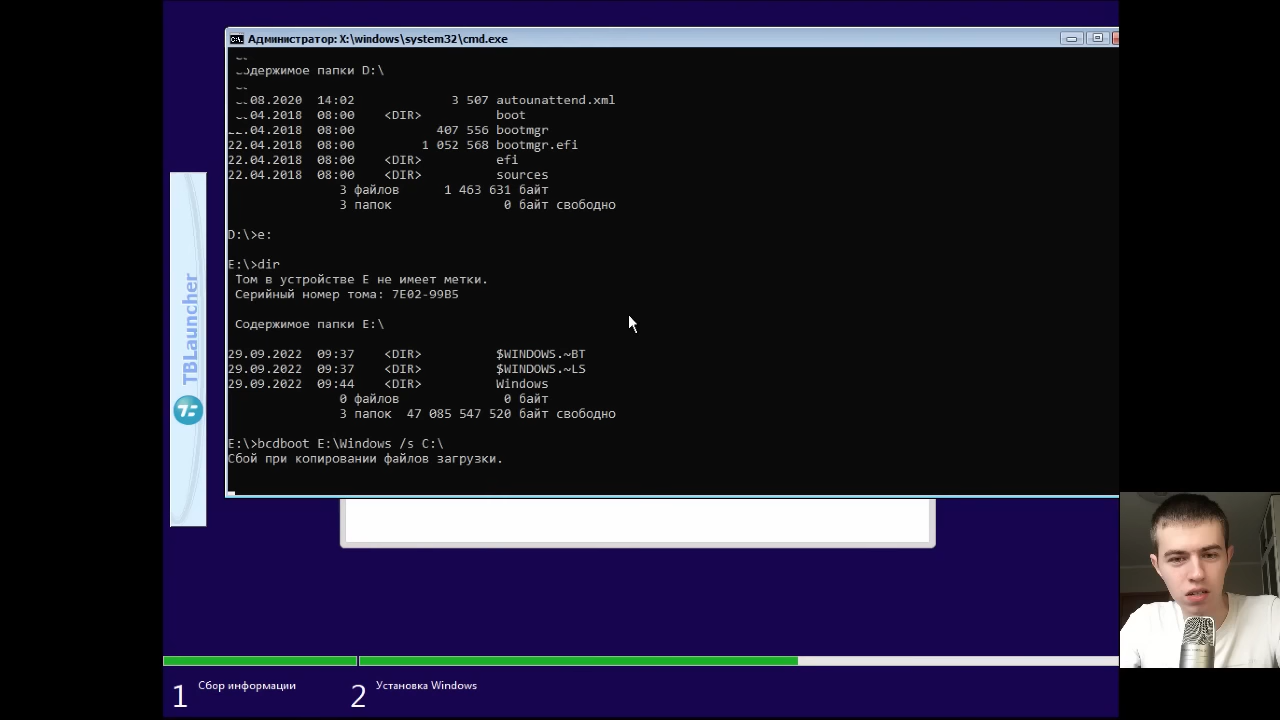 Администратор: X:\windows\system32\cmd.exe
одержимое папки D:\
.08.2020 14:02 3 507 autounattend.xml
.04.2018 08:00 <DIR> boot
22.04.2018 08:00 407 556 bootmgr
22.04.2018 08:00 1 052 568 bootmgr.efi
22.04.2018 08:00 <DIR> efi
22.04.2018 08:00 <DIR> sources
3 файлов 1 463 631 байт
3 папок 0 байт свободно
D:\>e:
E:\>dir
Том в устройстве E не имеет метки.
Серийный номер тома: 7E02-99B5
Содержимое папки E:\
29.09.2022 09:37 <DIR> $WINDOWS.~BT
29.09.2022 09:37 <DIR> $WINDOWS.~LS
29.09.2022 09:44 <DIR> Windows
0 файлов 0 байт
3 папок 47 085 547 520 байт свободно
E:\>bcdboot E:\Windows /s C:\
Сбой при копировании файлов загрузки.
TBLauncher
1 Сбор информации
2 Установка Windows